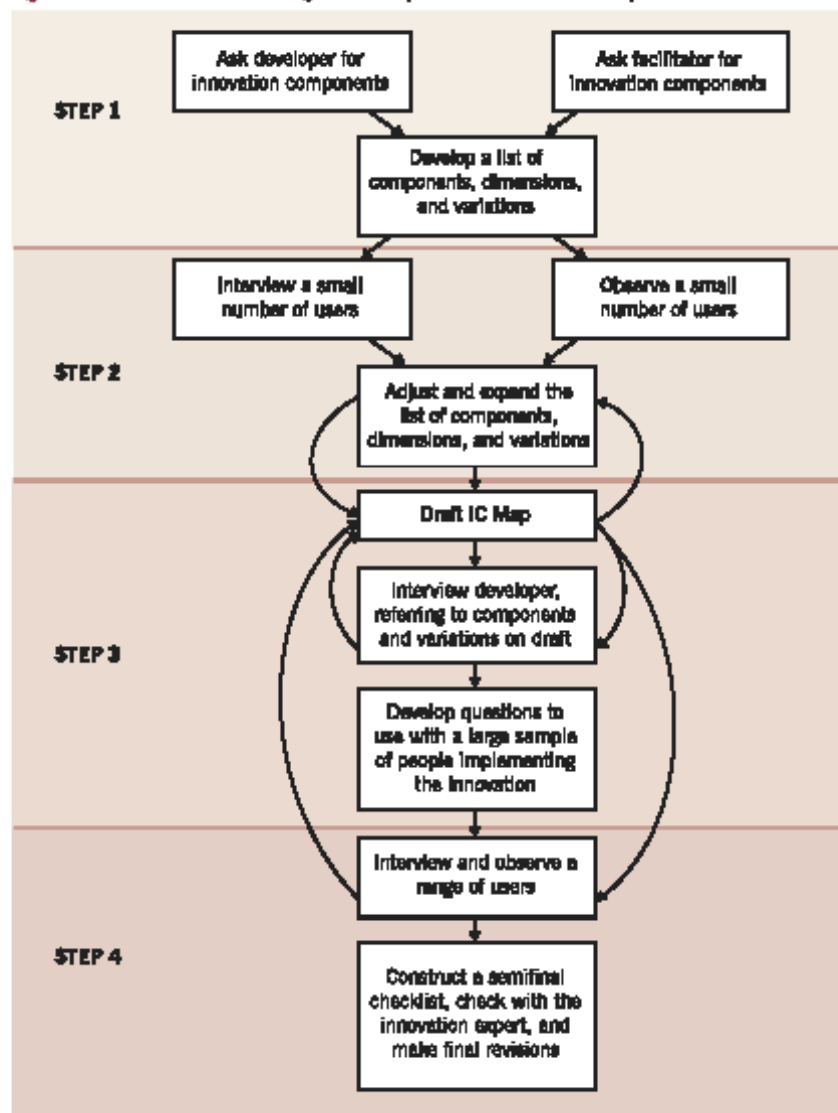 Ask developer for
innovation components
Ask facilitator for
innovation components
STEP 1
Develop a list of
components, dimensions,
and variations
Interview a small
number of users
Observe a small
number of users
STEP 2
Adjust and expand the
list of components,
dimensions, and variations
Draft IC Map
Interview developer,
referring to components
and variations on draft
STEP 3
Develop questions to
use with a large sample
of people implementing
the innovation
Interview and observe a
range of users
STEP 4
Construct a semifinal
checklist, check with the
innovation expert, and
make final revisions